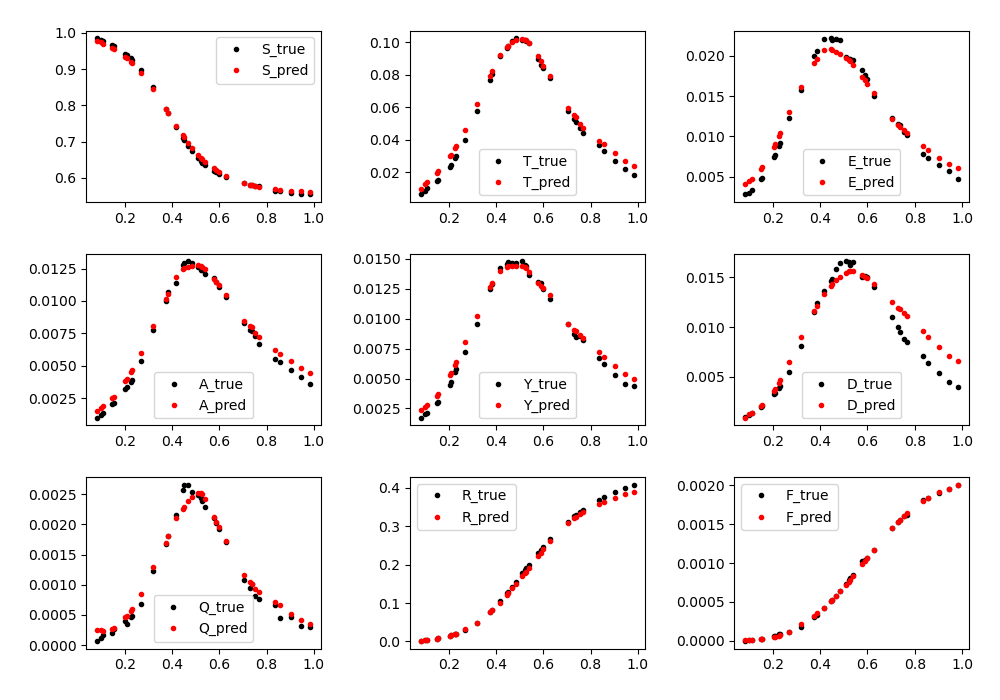 1.0
0.9
0.8
0.7
0.6
S_true
S_pred
0.2 0.4 0.6 0.8 1.0
0.10
0.08
0.06
0.04
0.02
T_true
T_pred
0.2 0.4 0.6 0.8 1.0
0.020
0.015
0.010
0.005
E_true
E_pred
0.2 0.4 0.6 0.8 1.0
0.0125
0.0100
0.0075
0.0050
0.0025
A_true
A_pred
0.2 0.4 0.6 0.8 1.0
0.0150
0.0125
0.0100
0.0075
0.0050
0.0025
Y_true
Y_pred
0.2 0.4 0.6 0.8 1.0
0.015
0.010
0.005
D_true
D_pred
0.2 0.4 0.6 0.8 1.0
0.0025
0.0020
0.0015
0.0010
0.0005
0.0000
Q_true
Q_pred
0.2 0.4 0.6 0.8 1.0
0.4
0.3
0.2
0.1
0.0
R_true
R_pred
0.2 0.4 0.6 0.8 1.0
0.0020
0.0015
0.0010
0.0005
0.0000
F_true
F_pred
0.2 0.4 0.6 0.8 1.0